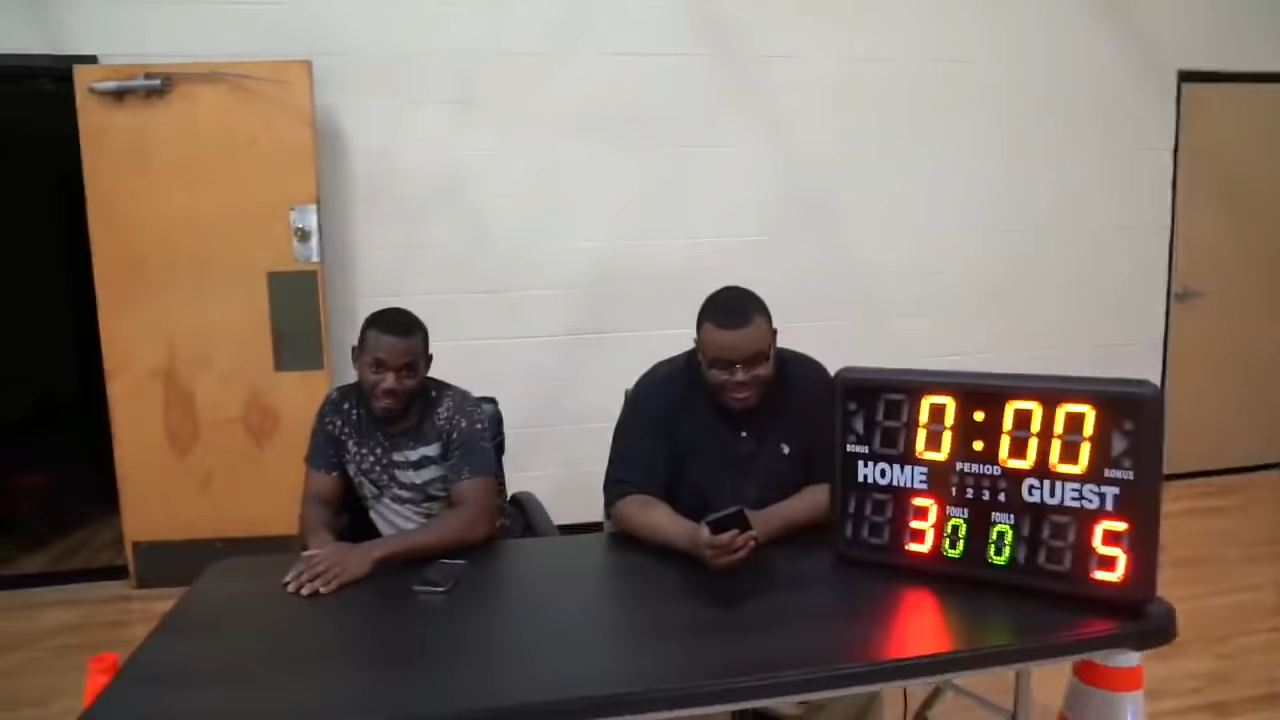 0:00
BONUS
BONUS
HOME
PERIOD
GUEST
1 2 3 4
FOULS
FOULS
3
0
0
5